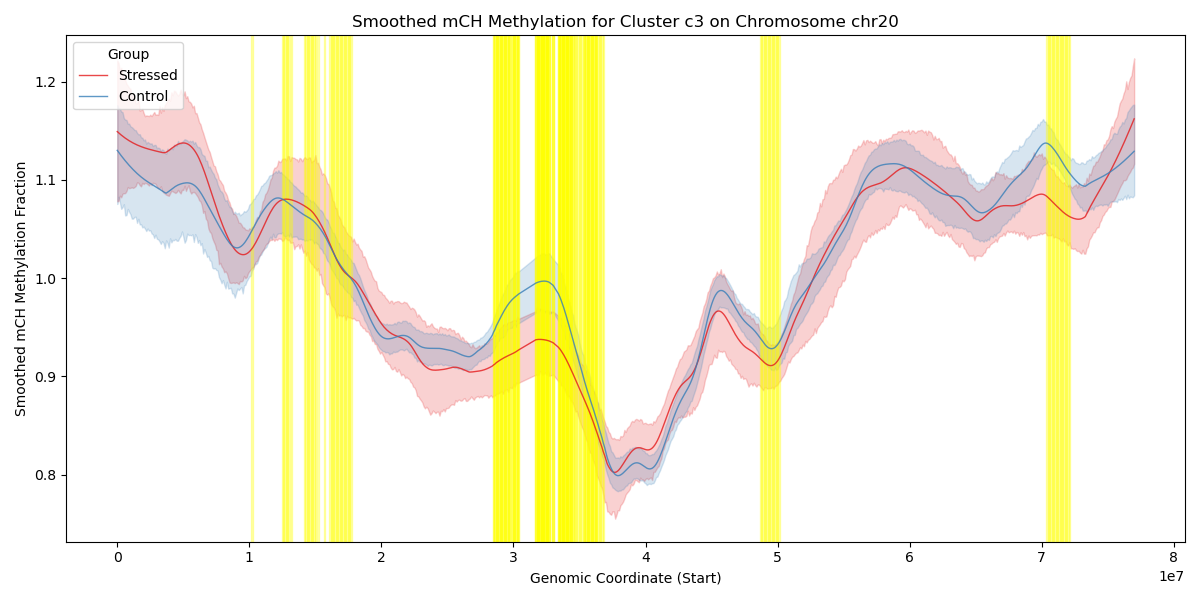 Smoothed mCH Methylation for Cluster c3 on Chromosome chr20
Group
Stressed
Control
Smoothed mCH Methylation Fraction
1.2
1.1
1.0
0.9
0.8
0 1 2 3 4 5 6 7 8
1e7
Genomic Coordinate (Start)